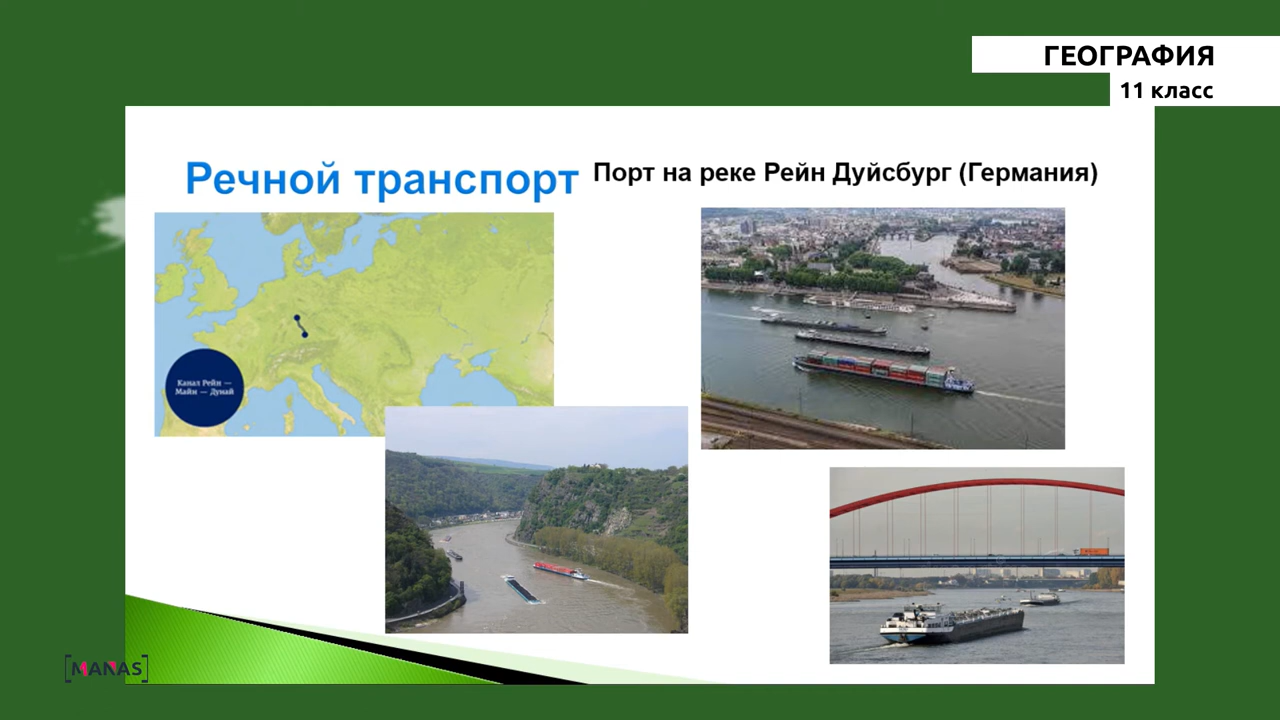 ГЕОГРАФИЯ
11 класс
Речной транспорт
Порт на реке Рейн Дуйсбург (Германия)
Канал Рейн —
Майн — Дунай
[MANAS]